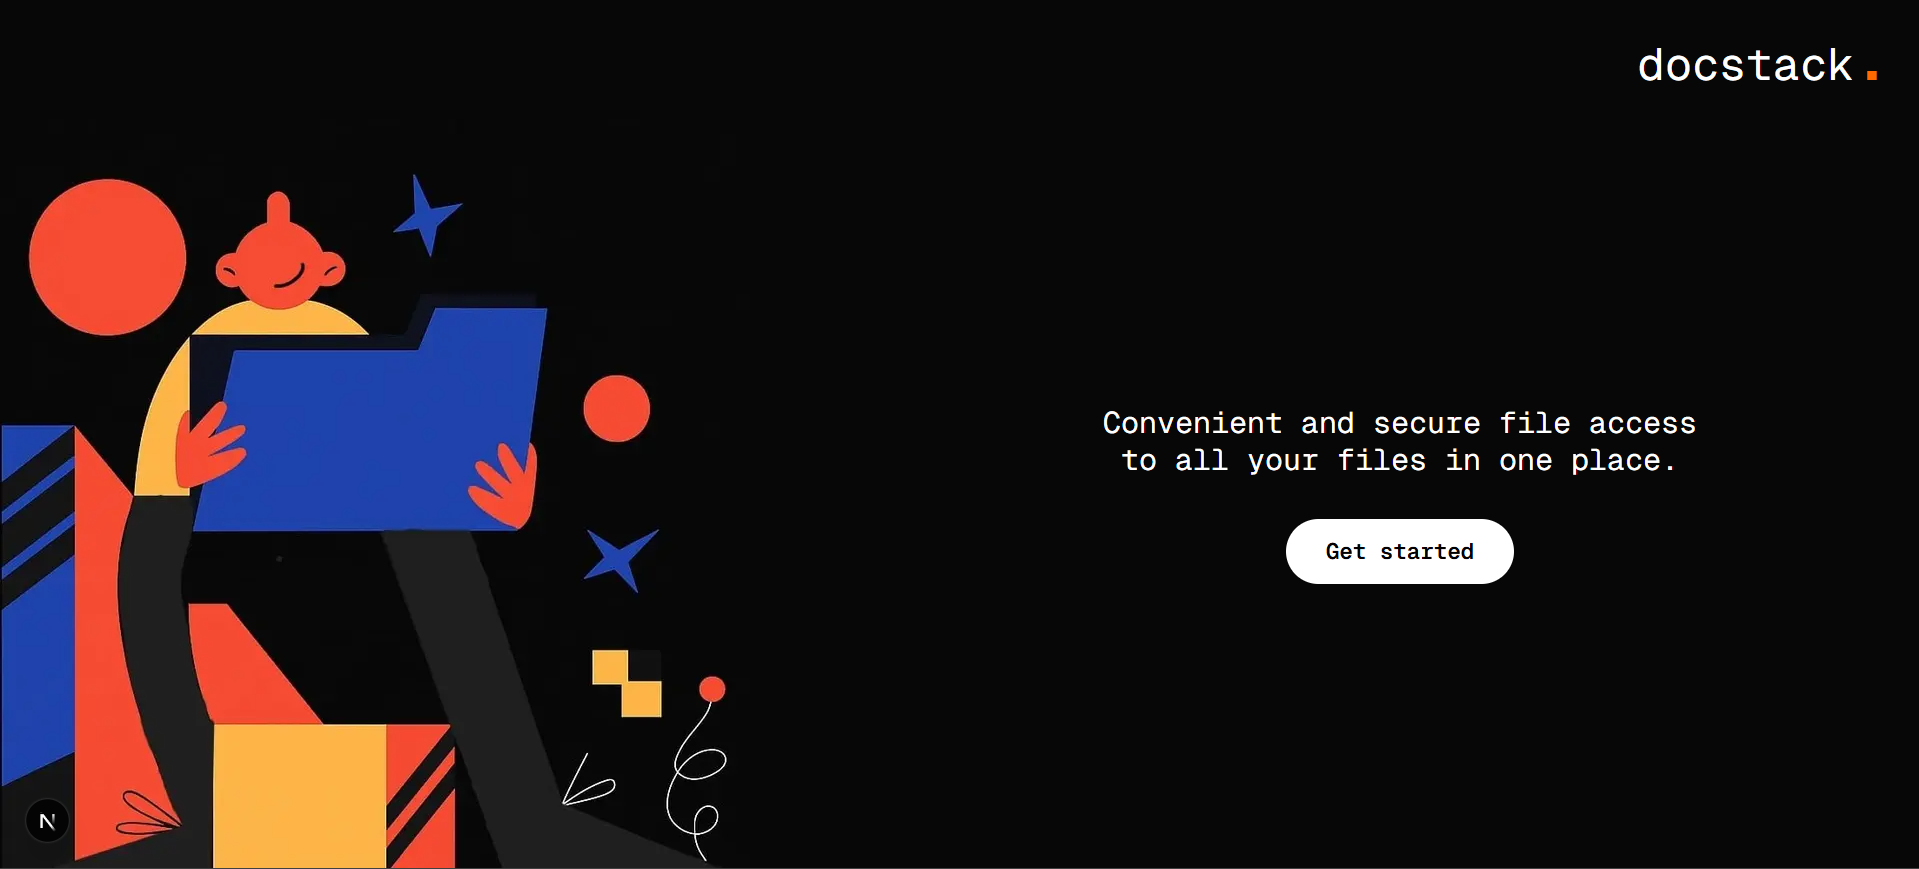 docstack.
Convenient and secure file access
to all your files in one place.
Get started
N